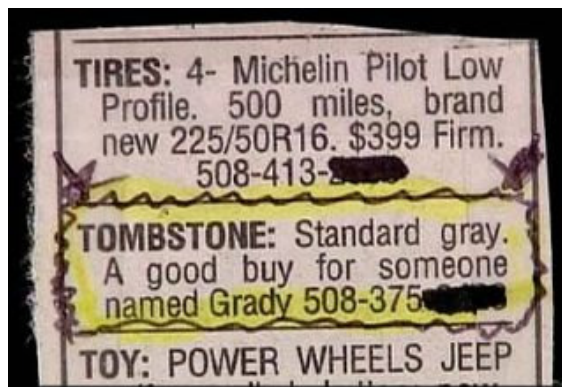 TIRES: 4- Michelin Pilot Low
Profile. 500 miles, brand
new 225/50R16. $399 Firm.
508-413-
TOMBSTONE: Standard gray.
A good buy for someone
named Grady 508-375
TOY: POWER WHEELS JEEP